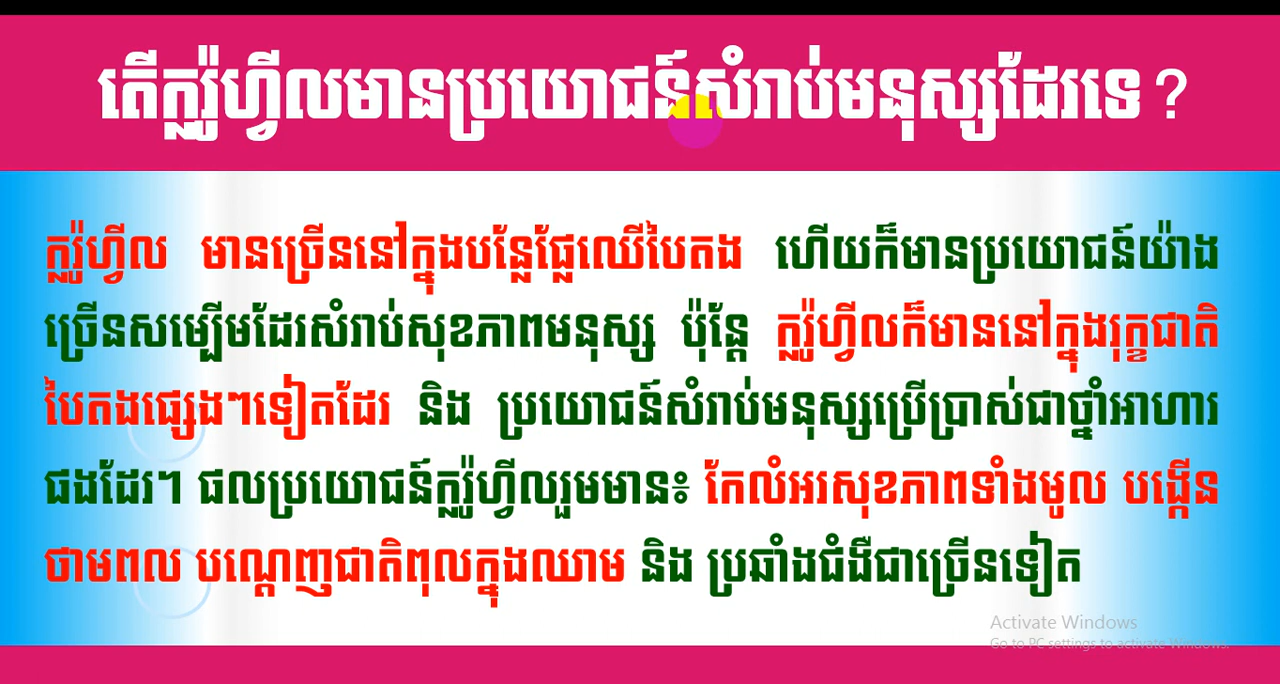 តើក្លរ៉ូហ្វីលមានប្រយោជន៍សំរាប់មនុស្សដែរទេ?
ក្លរ៉ូហ្វីល មានច្រើននៅក្នុងបន្លែផ្លែឈើបៃតង ហើយក៏មានប្រយោជន៍យ៉ាង
ច្រើនសម្បើមដែរសំរាប់សុខភាពមនុស្ស ប៉ុន្តែ ក្លរ៉ូហ្វីលក៏មាននៅក្នុងរុក្ខជាតិ
បៃតងផ្សេងៗទៀតដែរ និង ប្រយោជន៍សំរាប់មនុស្សប្រើប្រាស់ជាថ្នាំអាហារ
ផងដែរ។ ផលប្រយោជន៍ក្លរ៉ូហ្វីលរួមមាន៖ កែលំអរសុខភាពទាំងមូល បង្កើន
ថាមពល បណ្តេញជាតិពុលក្នុងឈាម និង ប្រឆាំងជំងឺជាច្រើនទៀត
Activate Windows
Go to PC settings to activate Windows.